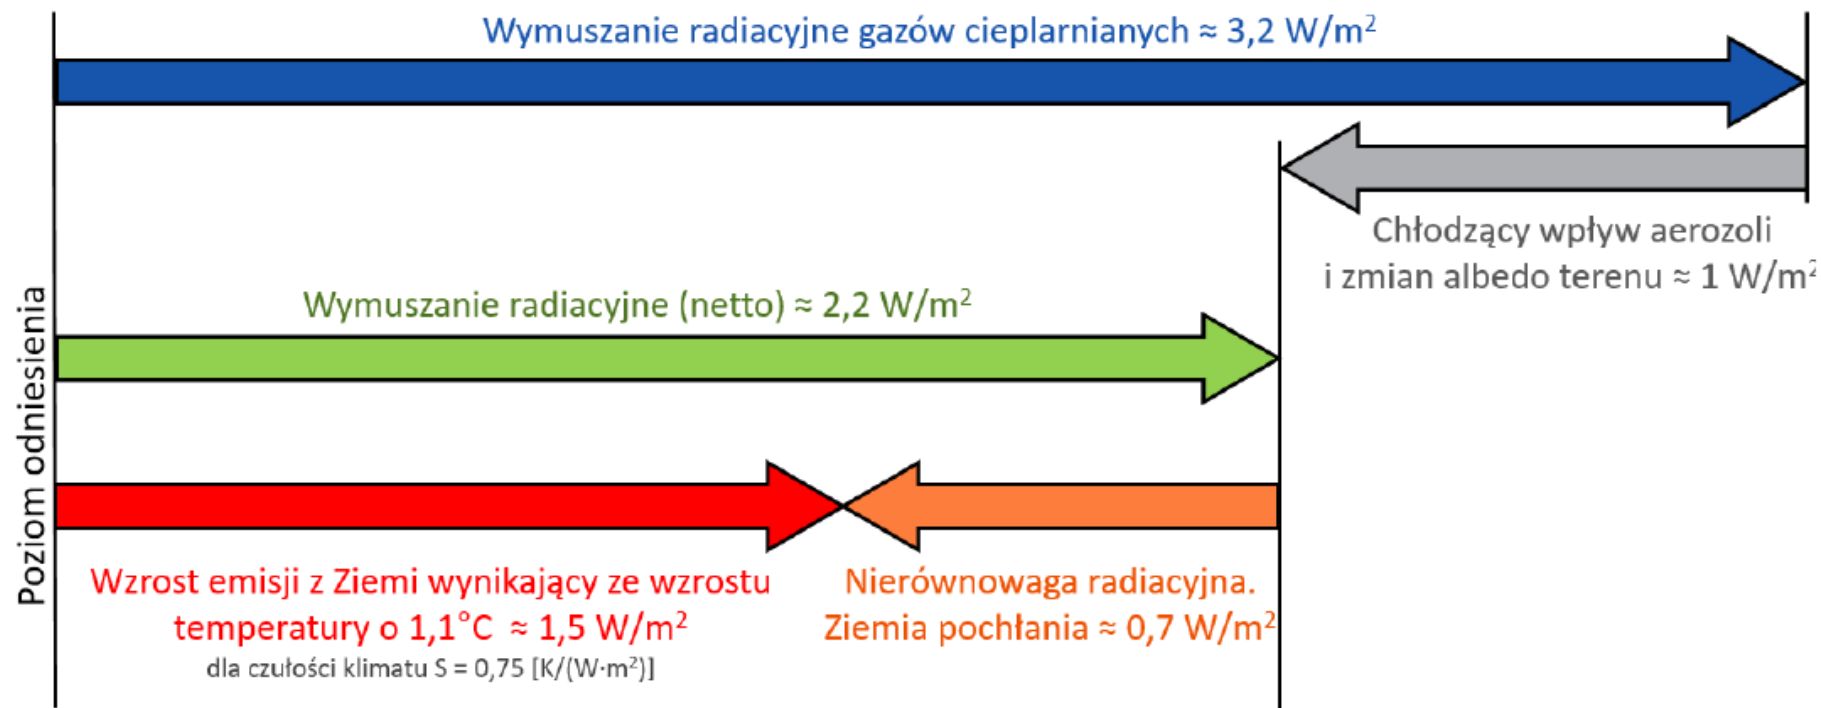 Wymuszanie radiacyjne gazów cieplarnianych ≈ 3,2 W/m²
Chłodzący wpływ aerozoli
i zmian albedo terenu ≈ 1 W/m²
Wymuszanie radiacyjne (netto) ≈ 2,2 W/m²
Poziom odniesienia
Wzrost emisji z Ziemi wynikający ze wzrostu
temperatury o 1,1°C ≈ 1,5 W/m²
dla czułości klimatu S = 0,75 [K/(W·m²)]
Nierównowaga radiacyjna.
Ziemia pochłania ≈ 0,7 W/m²